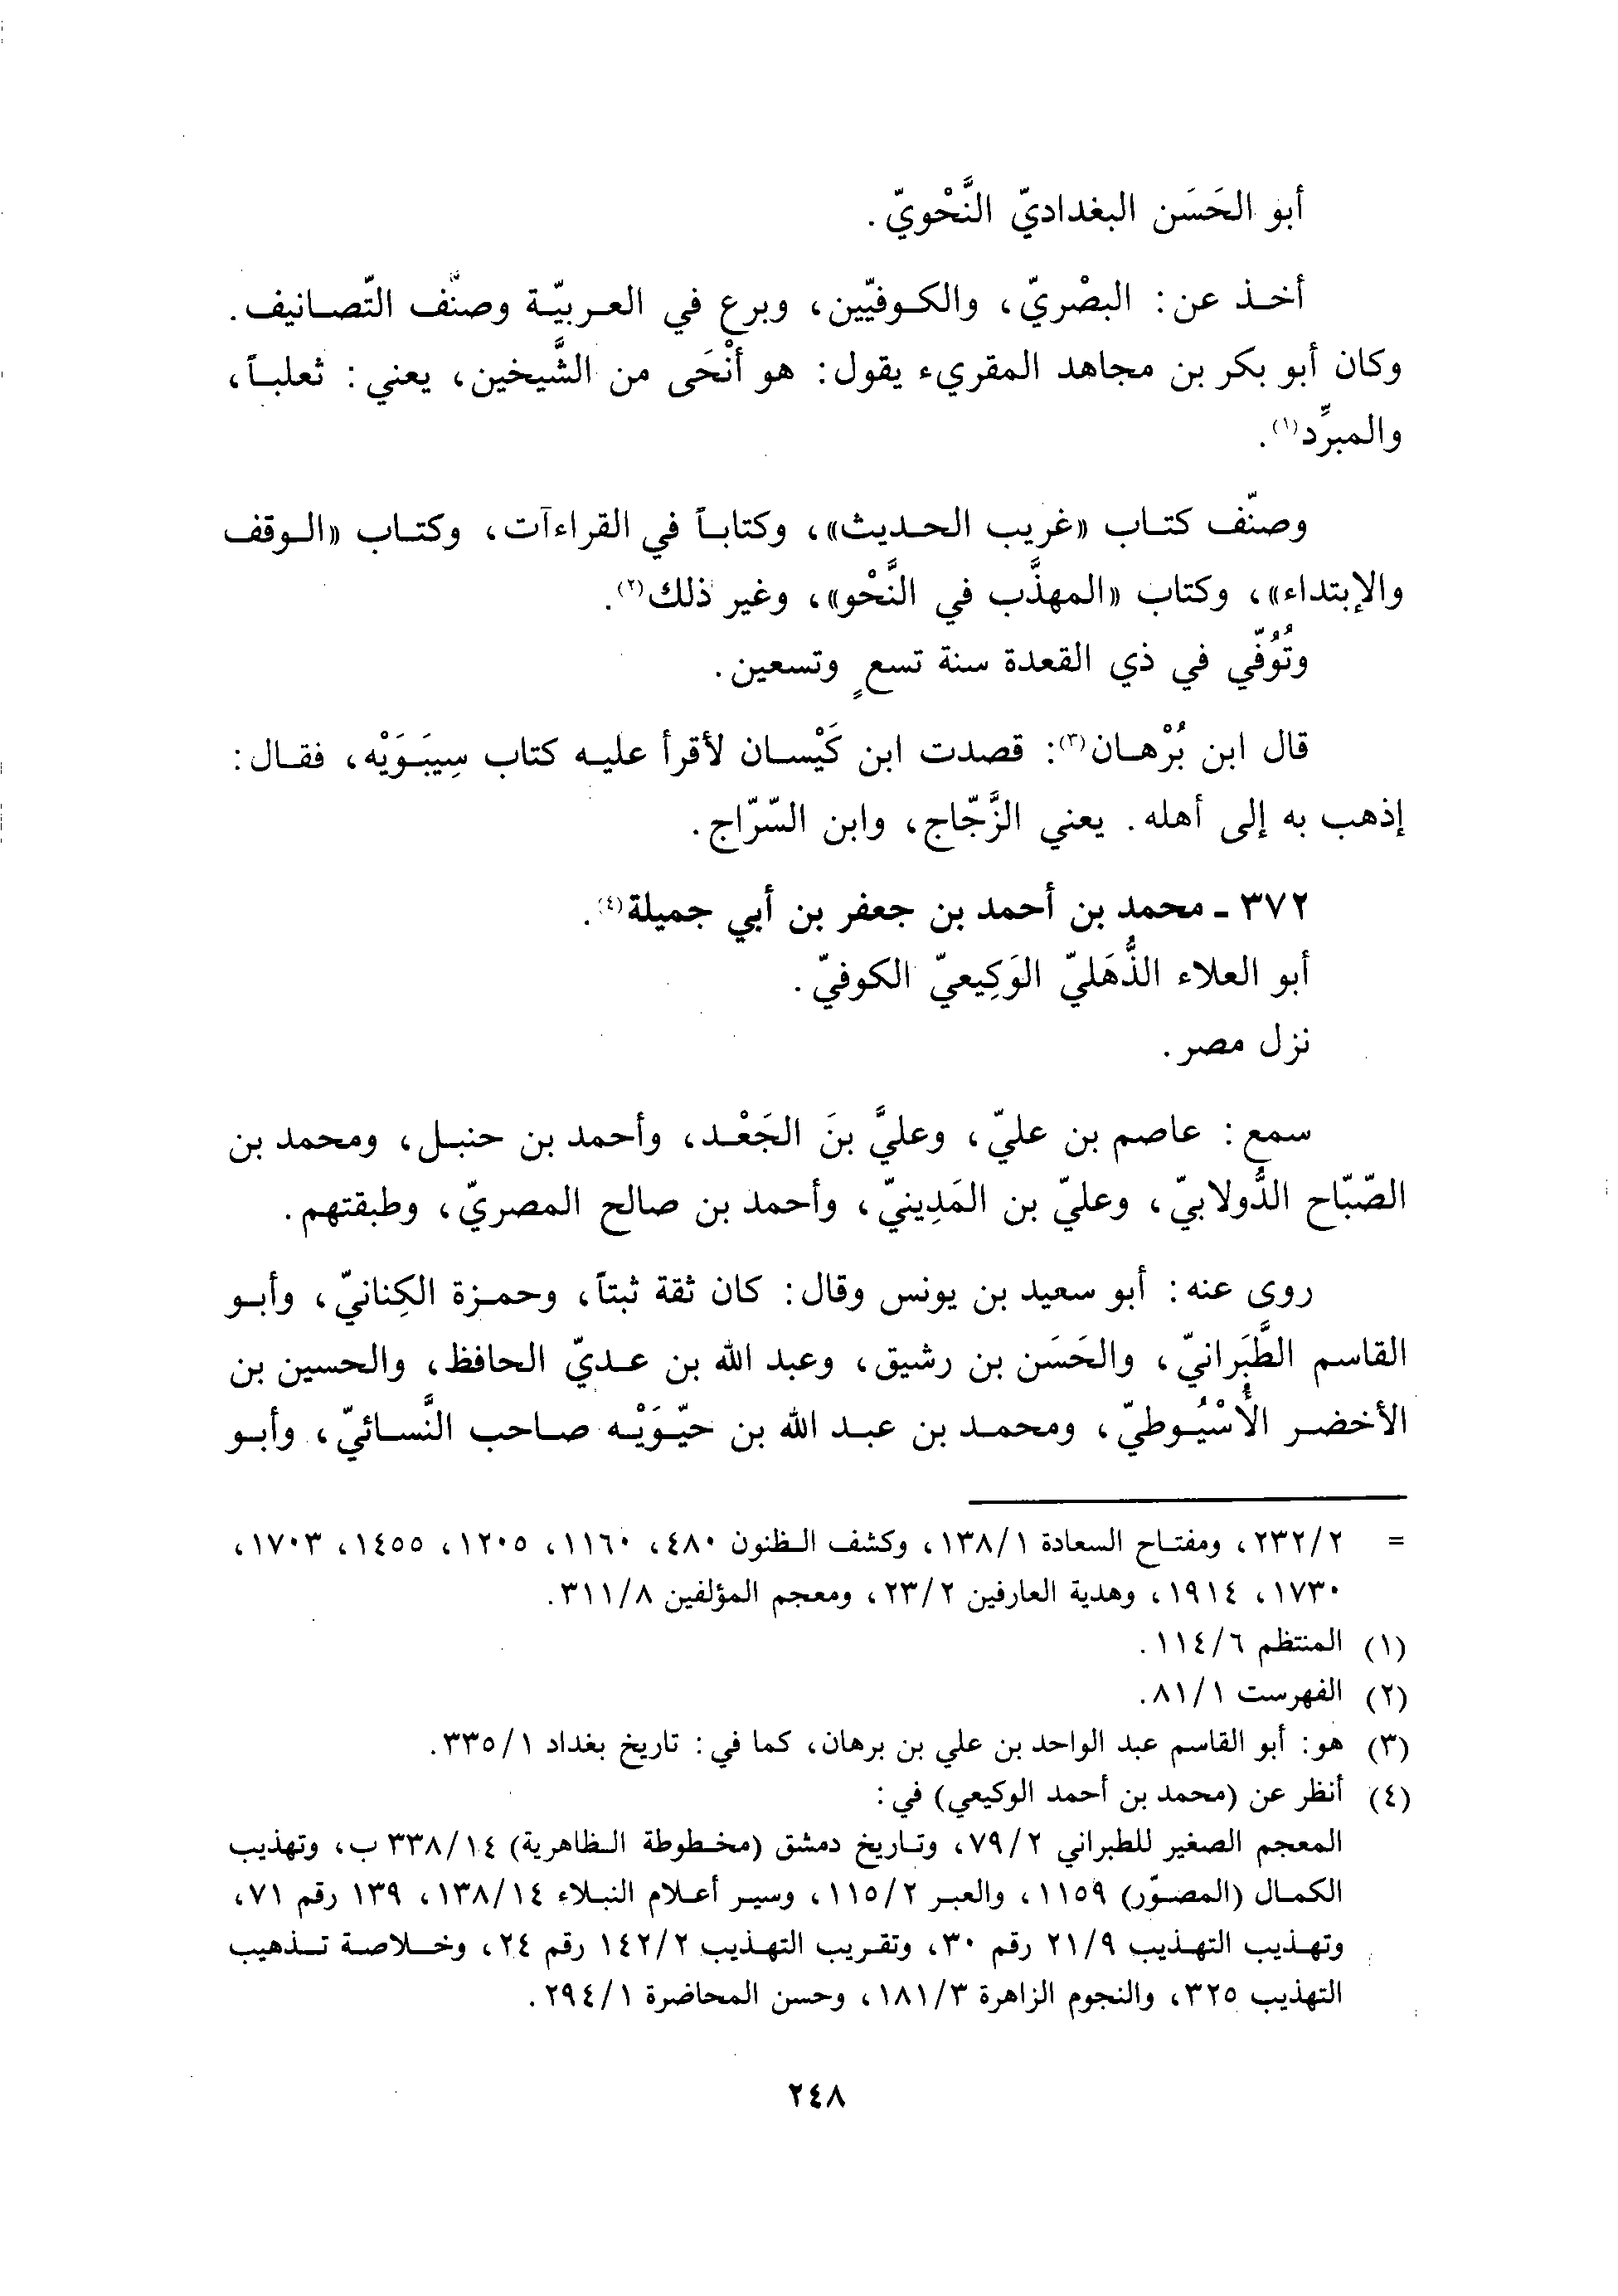 أبو الحَسَن البغداديّ النَّحْويّ.
أخذ عن: البصْريّ، والكوفيّين، وبرع في العربيّة وصنّف التّصانيف.
وكان أبو بكر بن مجاهد المقريء يقول: هو أنْحَى من الشَّيخين، يعني: ثعلباً،
والمبرِّد(١).
وصنّف كتاب «غريب الحديث»، وكتاباً في القراءآت، وكتاب «الوقف
والإبتداء»، وكتاب «المهذَّب في النَّحْو»، وغير ذلك(٢).
وتُوُفّي في ذي القعدة سنة تسعٍ وتسعين.
قال ابن بُرْهان(٣): قصدت ابن كَيْسان لأقرأ عليه كتاب سِيبَوَيْه، فقال:
إذهب به إلى أهله. يعني الزَّجّاج، وابن السّرّاج.
٣٧٢ ـ محمد بن أحمد بن جعفر بن أبي جميلة(٤).
أبو العلاء الذُّهَليّ الوَكِيعيّ الكوفيّ.
نزل مصر.
سمع: عاصم بن عليّ، وعليَّ بنَ الجَعْد، وأحمد بن حنبل، ومحمد بن
الصّبّاح الدُّولابيّ، وعليّ بن المَدِينيّ، وأحمد بن صالح المصريّ، وطبقتهم.
روى عنه: أبو سعيد بن يونس وقال: كان ثقة ثبتاً، وحمزة الكِنانيّ، وأبو
القاسم الطَّبَرانيّ، والحَسَن بن رشيق، وعبد الله بن عديّ الحافظ، والحسين بن
الأخضر الأُسْيُوطيّ، ومحمد بن عبد الله بن حيّوَيْه صاحب النَّسائيّ، وأبو
= ٢٣٢/٢، ومفتاح السعادة ١٣٨/١، وكشف الظنون ٤٨٠، ١١٦٠، ١٢٠٥، ١٤٥٥، ١٧٠٣،
١٧٣٠، ١٩١٤، وهدية العارفين ٢٣/٢، ومعجم المؤلفين ٣١١/٨.
(١) المنتظم ١١٤/٦.
(٢) الفهرست ٨١/١.
(٣) هو: أبو القاسم عبد الواحد بن علي بن برهان، كما في: تاريخ بغداد ٣٣٥/١.
(٤) أنظر عن (محمد بن أحمد الوكيعي) في:
المعجم الصغير للطبراني ٧٩/٢، وتاريخ دمشق (مخطوطة الظاهرية) ٣٣٨/١٤ ب، وتهذيب
الكمال (المصوّر) ١١٥٩، والعبر ١١٥/٢، وسير أعلام النبلاء ١٣٨/١٤، ١٣٩ رقم ٧١،
وتهذيب التهذيب ٢١/٩ رقم ٣٠، وتقريب التهذيب ١٤٢/٢ رقم ٢٤، وخلاصة تذهيب
التهذيب ٣٢٥، والنجوم الزاهرة ١٨١/٣، وحسن المحاضرة ٢٩٤/١.
٢٤٨